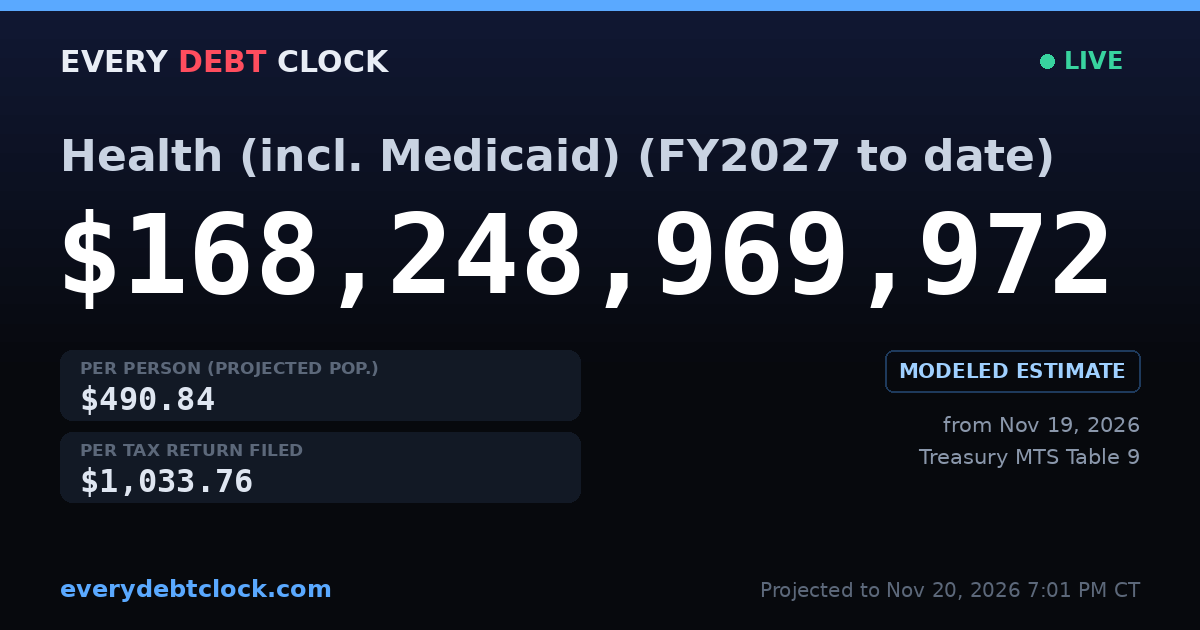 EVERY DEBT CLOCK
LIVE
Health (incl. Medicaid) (FY2027 to date)
$168,248,969,972
PER PERSON (PROJECTED POP.)
$490.84
PER TAX RETURN FILED
$1,033.76
MODELED ESTIMATE
from Nov 19, 2026
Treasury MTS Table 9
everydebtclock.com
Projected to Nov 20, 2026 7:01 PM CT